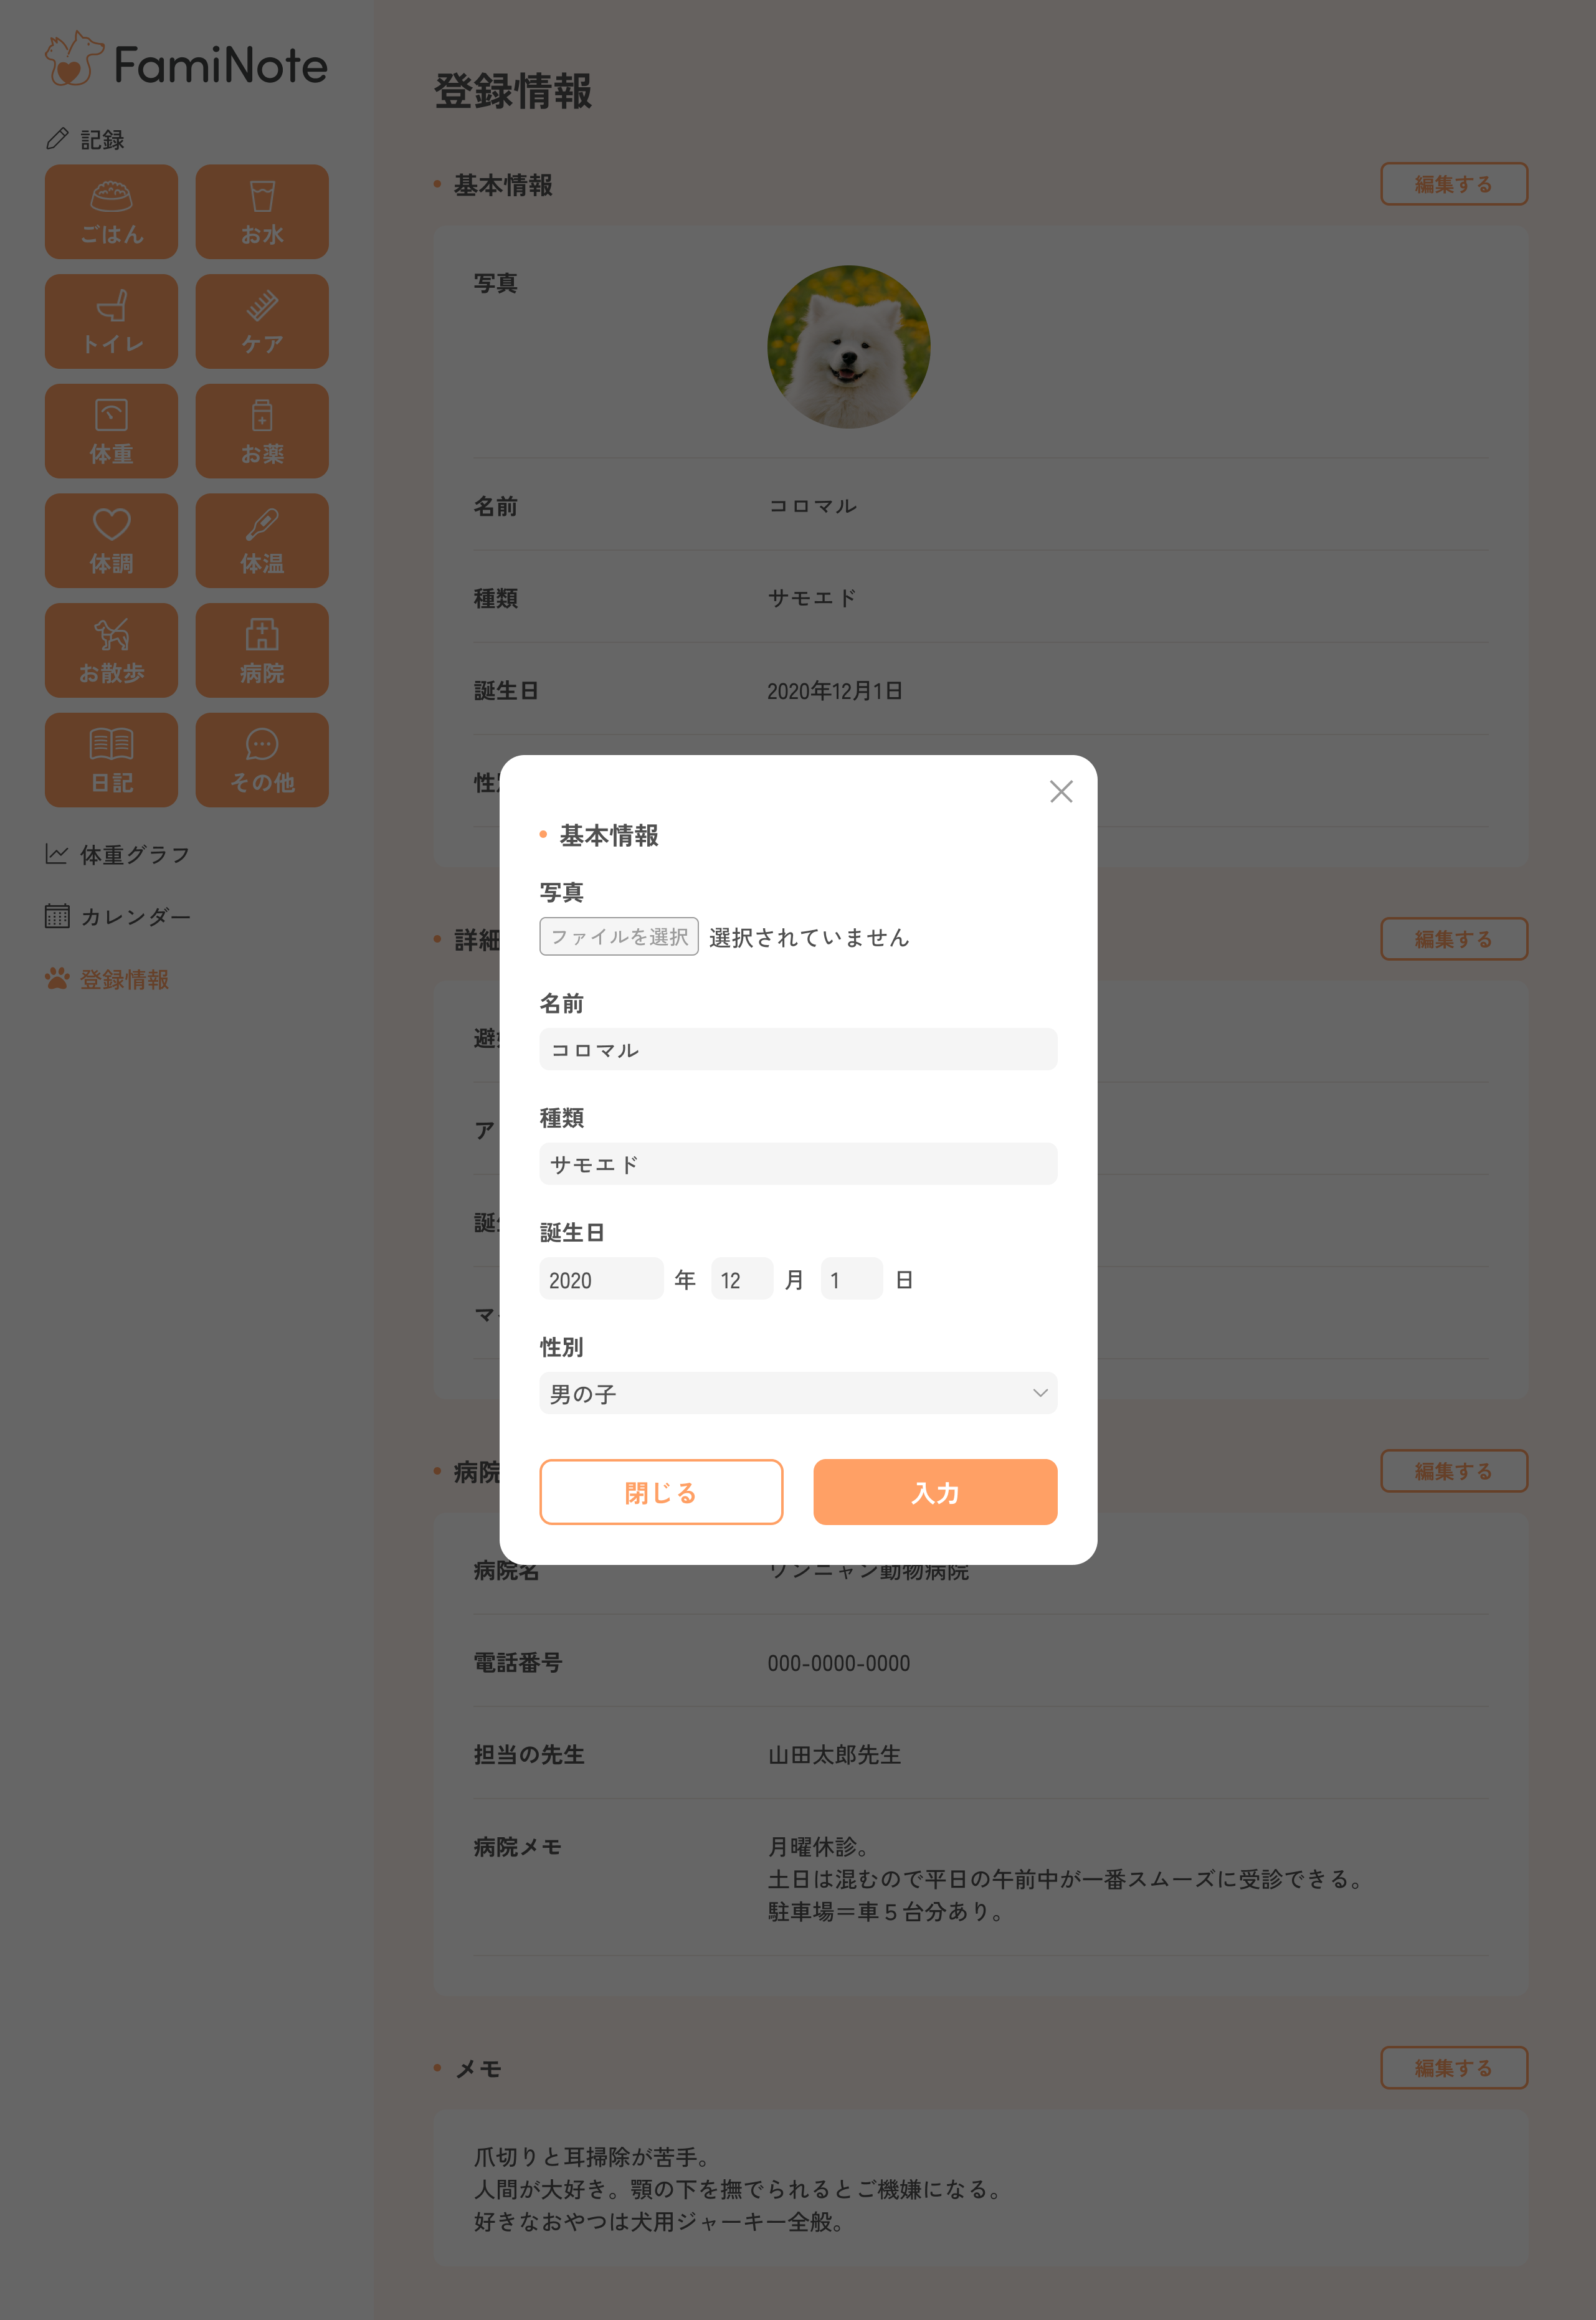 FamiNote
記録
ごはん
お水
トイレ
ケア
体重
お薬
体調
体温
お散歩
病院
日記
その他
体重グラフ
カレンダー
登録情報
登録情報
基本情報
編集する
写真
名前
コロマル
種類
サモエド
誕生日
2020年12月1日
基本情報
写真
ファイルを選択 選択されていません
名前
コロマル
種類
サモエド
誕生日
2020 年 12 月 1 日
性別
男の子
閉じる
入力
性
詳細
編集する
避
ア
誕
マ
病院
編集する
病院名
ワンニャン動物病院
電話番号
000-0000-0000
担当の先生
山田太郎先生
病院メモ
月曜休診。
土日は混むので平日の午前中が一番スムーズに受診できる。
駐車場＝車５台分あり。
メモ
編集する
爪切りと耳掃除が苦手。
人間が大好き。顎の下を撫でられるとご機嫌になる。
好きなおやつは犬用ジャーキー全般。